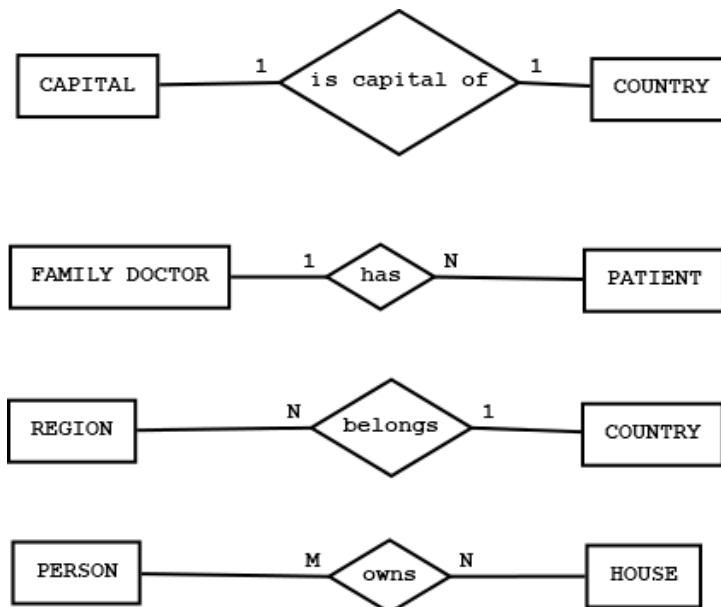 CAPITAL 1 is capital of 1 COUNTRY
FAMILY DOCTOR 1 has N PATIENT
REGION N belongs 1 COUNTRY
PERSON M owns N HOUSE